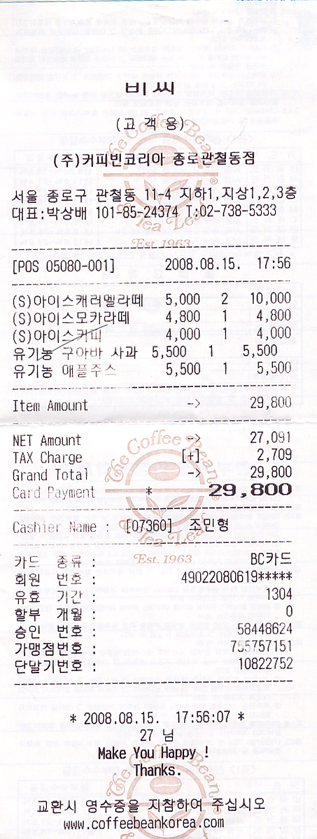 비씨
(고 객 용)
(주)커피빈코리아 종로관철동점
서울 종로구 관철동 11-4 지하1,지상1,2,3층
대표:박상배 101-85-24374 T:02-738-5333
[POS 05080-001] 2008.08.15. 17:56
(S)아이스캐러멜라떼 5,000 2 10,000
(S)아이스모카라떼 4,800 1 4,800
(S)아이스커피 4,000 1 4,000
유기농 구아바 사과 5,500 1 5,500
유기농 애플주스 5,500 1 5,500
Item Amount -> 29,800
NET Amount -> 27,091
TAX Charge [+] 2,709
Grand Total -> 29,800
Card Payment * 29,800
Cashier Name : [07360] 조민형
카드 종류 : BC카드
회원 번호 : 49022080619*****
유효 기간 : 1304
할부 개월 : 0
승인 번호 : 58448624
가맹점번호 : 755757151
단말기번호 : 10822752
* 2008.08.15. 17:56:07 *
27 님
Make You Happy !
Thanks.
교환시 영수증을 지참하여 주십시오
www.coffeebeankorea.com
The Coffee Bean
& Tea Leaf
Est. 1963